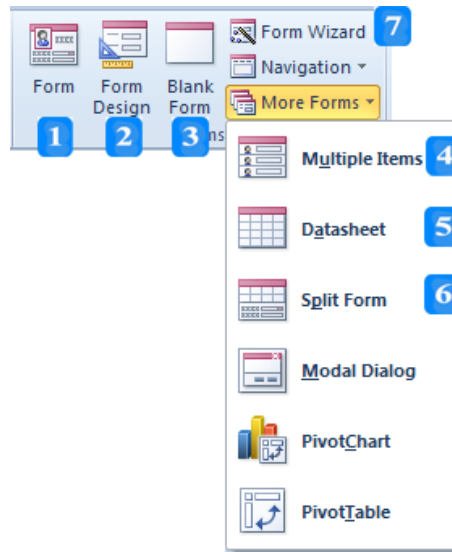 Form Wizard 7
Navigation
Form Form Blank More Forms
Design Form
1 2 3 ms
Multiple Items 4
Datasheet 5
Split Form 6
Modal Dialog
PivotChart
PivotTable